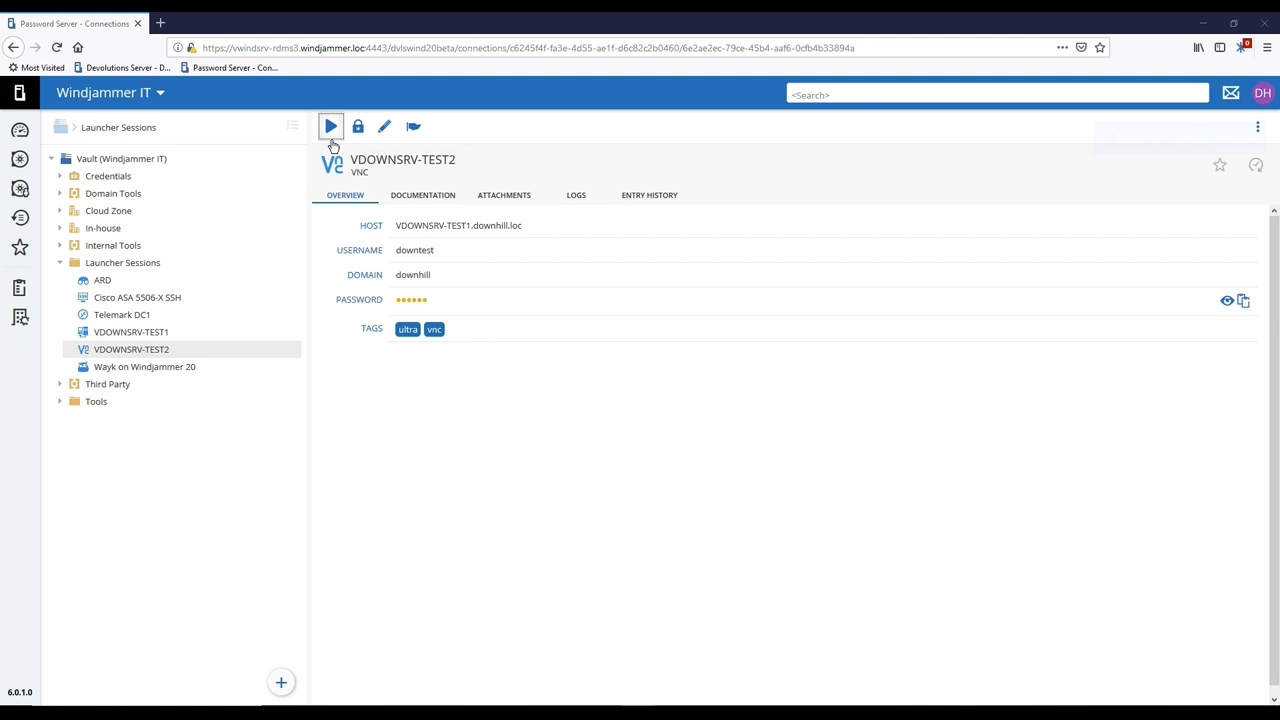 Password Server - Connections
https://vwindsrv-rdms3.windjammer.loc:4443/dvlswind20beta/connections/c6245f4f-fa3e-4d55-ae1f-d6c82c2b0460/6e2ae2ec-79ce-45b4-aaf6-0cfb4b33894a
0
Most Visited
Devolutions Server - D...
Password Server - Con...
Windjammer IT
<Search>
DH
Launcher Sessions
Vault (Windjammer IT)
Credentials
Domain Tools
Cloud Zone
In-house
Internal Tools
Launcher Sessions
ARD
Cisco ASA 5506-X SSH
Telemark DC1
VDOWNSRV-TEST1
VDOWNSRV-TEST2
Wayk on Windjammer 20
Third Party
Tools
6.0.1.0
VDOWNSRV-TEST2
VNC
OVERVIEW
DOCUMENTATION
ATTACHMENTS
LOGS
ENTRY HISTORY
HOST VDOWNSRV-TEST1.downhill.loc
USERNAME downtest
DOMAIN downhill
PASSWORD ••••••
TAGS ultra vnc